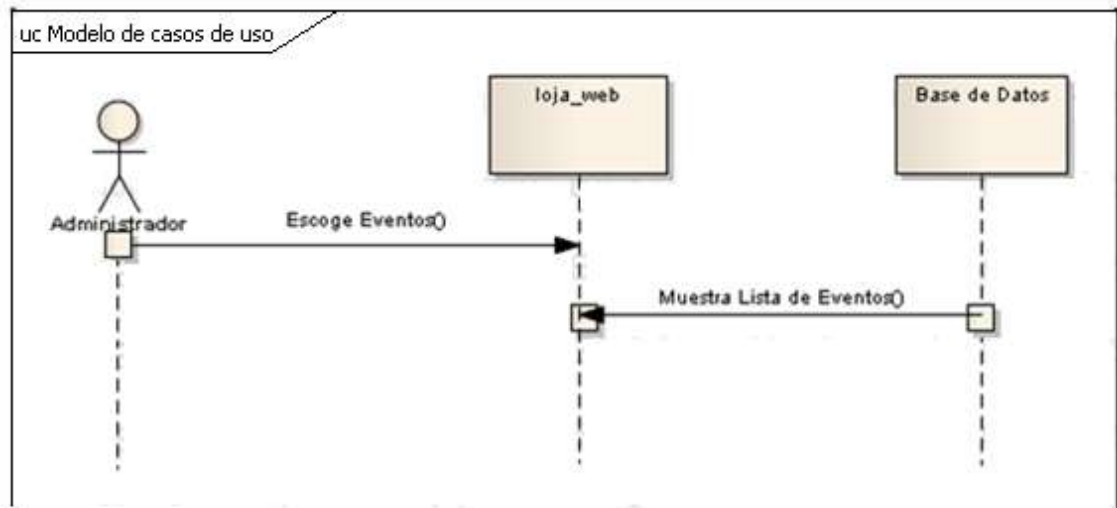 uc Modelo de casos de uso
loja_web
Base de Datos
Administrador
Escoge Eventos()
Muestra Lista de Eventos()